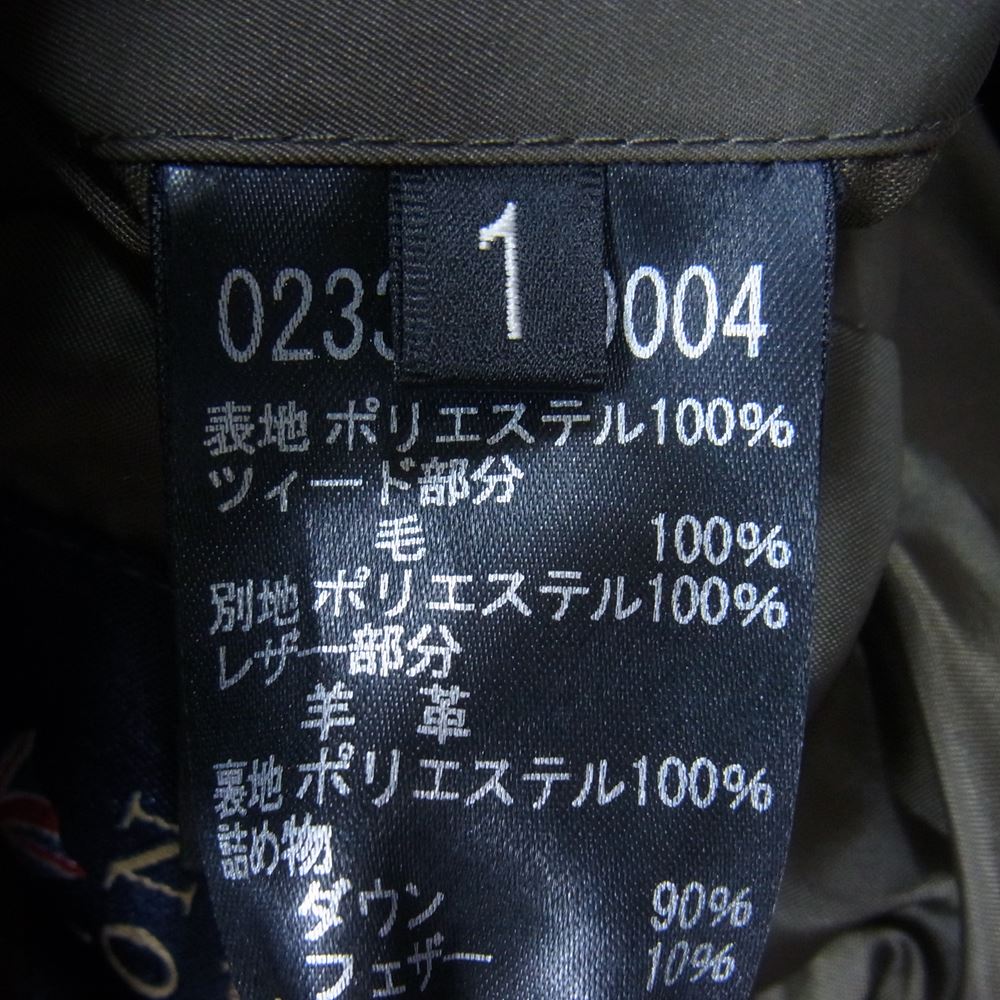 1
023 0004
表地 ポリエステル100%
ツィード部分
毛 100%
別地 ポリエステル100%
レザー部分
羊 革
裏地 ポリエステル100%
詰め物
ダウン 90%
フェザー 10%